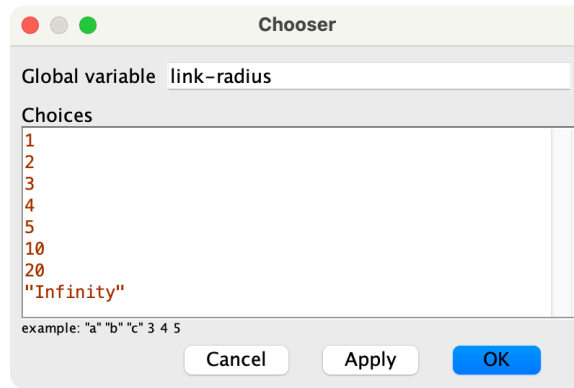 Chooser
Global variable link-radius
Choices
1
2
3
4
5
10
20
"Infinity"
example: "a" "b" "c" 3 4 5
Cancel Apply OK